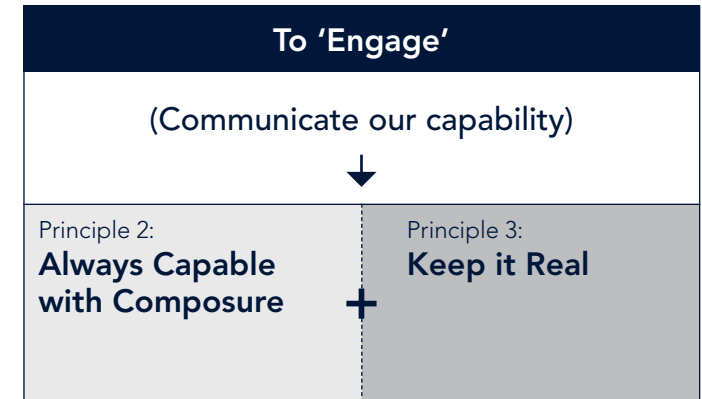 To ‘Engage’
(Communicate our capability)
Principle 2:
Always Capable
with Composure
+
Principle 3:
Keep it Real